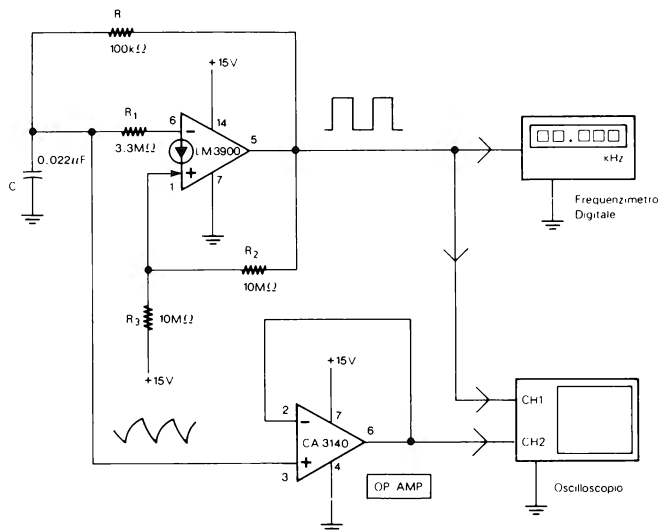 R
100kΩ
+15V
R1
6
−
14
5
3.3MΩ
LM3900
0.022µF
C
+
1
7
R2
10MΩ
R3
10MΩ
+15V
00.000
kHz
Frequenzimetro
Digitale
+15V
2
−
7
6
CA 3140
+
3
4
OP AMP
CH1
CH2
Oscilloscopio